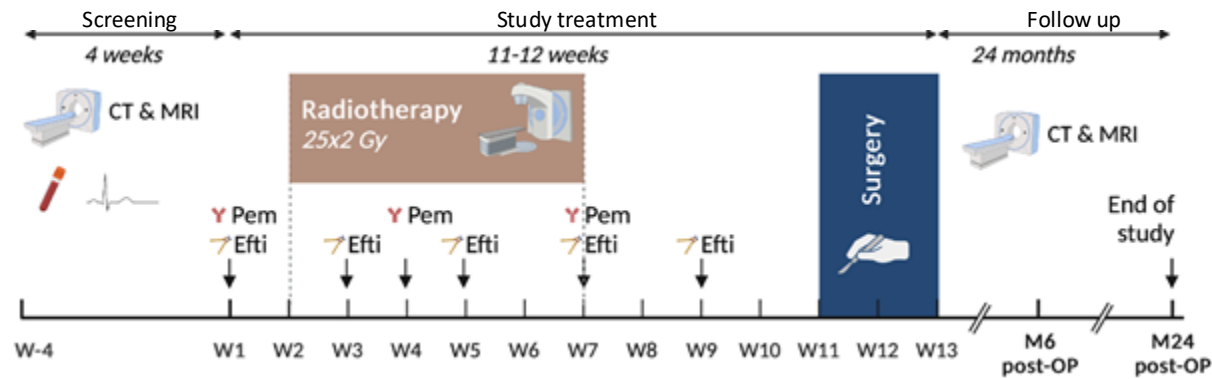 Screening
Study treatment
Follow up
4 weeks
11-12 weeks
24 months
CT & MRI
Radiotherapy
25x2 Gy
Surgery
CT & MRI
Pem
Pem
Pem
Efti
Efti
Efti
Efti
Efti
End of
study
W-4 W1 W2 W3 W4 W5 W6 W7 W8 W9 W10 W11 W12 W13
M6
post-OP
M24
post-OP